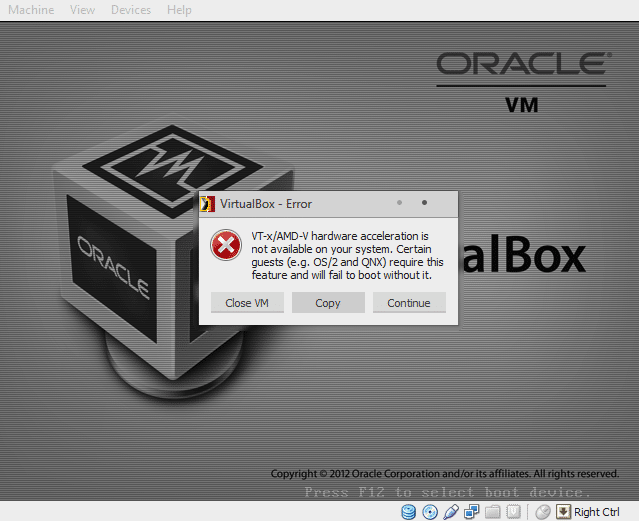 Machine View Devices Help
ORACLE®
VM
ORACLE
VirtualBox - Error
VT-x/AMD-V hardware acceleration is
not available on your system. Certain
guests (e.g. OS/2 and QNX) require this
feature and will fail to boot without it.
alBox
Close VM Copy Continue
Copyright © 2012 Oracle Corporation and/or its affiliates. All rights reserved.
Press F12 to select boot device.
Right Ctrl